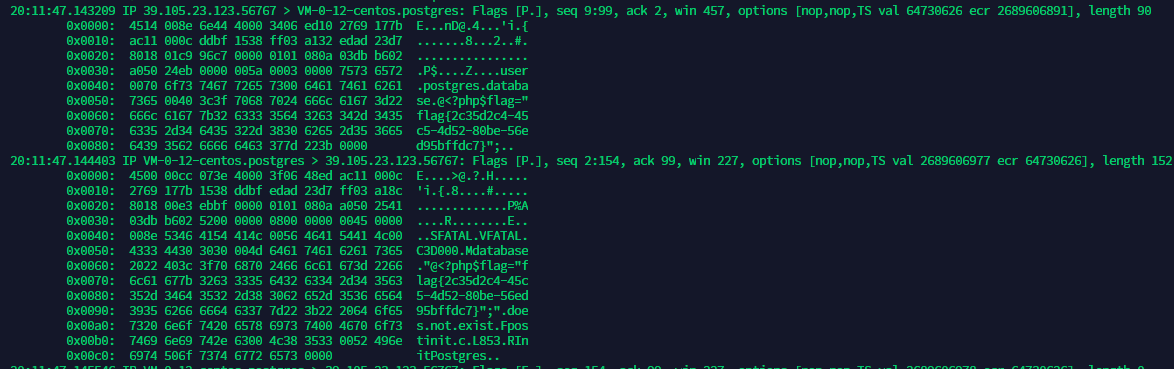 20:11:47.143209 IP 39.105.23.123.56767 > VM-0-12-centos.postgres: Flags [P.], seq 9:99, ack 2, win 457, options [nop,nop,TS val 64730626 ecr 2689606891], length 90
0x0000: 4514 008e 6e44 4000 3406 ed10 2769 177b E...nD@.4...'i.{
0x0010: ac11 000c ddbf 1538 ff03 a132 edad 23d7 .......8...2..#.
0x0020: 8018 01c9 96c7 0000 0101 080a 03db b602 ................
0x0030: a050 24eb 0000 005a 0003 0000 7573 6572 .P$....Z....user
0x0040: 0070 6f73 7467 7265 7300 6461 7461 6261 .postgres.databa
0x0050: 7365 0040 3c3f 7068 7024 666c 6167 3d22 se.@<?php$flag="
0x0060: 666c 6167 7b32 6333 3564 3263 342d 3435 flag{2c35d2c4-45
0x0070: 6335 2d34 6435 322d 3830 6265 2d35 3665 c5-4d52-80be-56e
0x0080: 6439 3562 6666 6463 377d 223b 0000 d95bffdc7}";..
20:11:47.144403 IP VM-0-12-centos.postgres > 39.105.23.123.56767: Flags [P.], seq 2:154, ack 99, win 227, options [nop,nop,TS val 2689606977 ecr 64730626], length 152
0x0000: 4500 00cc 073e 4000 3f06 48ed ac11 000c E....>@.?.H.....
0x0010: 2769 177b 1538 ddbf edad 23d7 ff03 a18c 'i.{.8....#.....
0x0020: 8018 00e3 ebbf 0000 0101 080a a050 2541 .............P%A
0x0030: 03db b602 5200 0000 0800 0000 0045 0000 ....R........E..
0x0040: 008e 5346 4154 414c 0056 4641 5441 4c00 ..SFATAL.VFATAL.
0x0050: 4333 4430 3030 004d 6461 7461 6261 7365 C3D000.Mdatabase
0x0060: 2022 403c 3f70 6870 2466 6c61 673d 2266 ."@<?php$flag="f
0x0070: 6c61 677b 3263 3335 6432 6334 2d34 3563 lag{2c35d2c4-45c
0x0080: 352d 3464 3532 2d38 3062 652d 3536 6564 5-4d52-80be-56ed
0x0090: 3935 6266 6664 6337 7d22 3b22 2064 6f65 95bffdc7}";".doe
0x00a0: 7320 6e6f 7420 6578 6973 7400 4670 6f73 s.not.exist.Fpos
0x00b0: 7469 6e69 742e 6300 4c38 3533 0052 496e tinit.c.L853.RIn
0x00c0: 6974 506f 7374 6772 6573 0000 itPostgres..